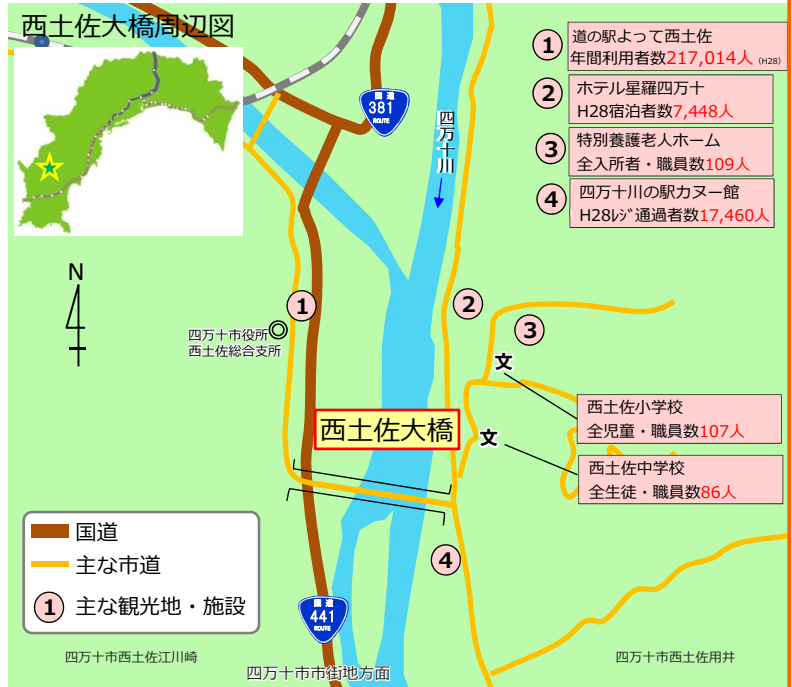 西土佐大橋周辺図
国道
381
ROUTE
四万十川
① 道の駅よって西土佐
年間利用者数217,014人 (H28)
② ホテル星羅四万十
H28宿泊者数7,448人
③ 特別養護老人ホーム
全入所者・職員数109人
④ 四万十川の駅カヌー館
H28レジ通過者数17,460人
N
①
②
③
四万十市役所
西土佐総合支所
文
文
西土佐小学校
全児童・職員数107人
西土佐大橋
西土佐中学校
全生徒・職員数86人
④
国道
主な市道
① 主な観光地・施設
国道
441
ROUTE
四万十市西土佐江川崎
四万十市市街地方面
四万十市西土佐用井